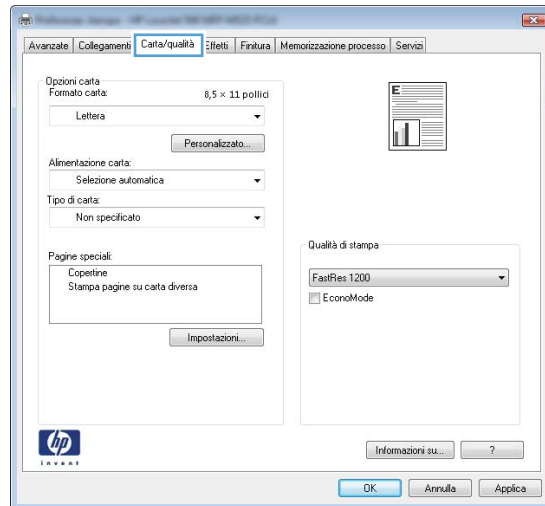 Avanzate Collegamenti Carta/qualità Effetti Finitura Memorizzazione processo Servizi
Opzioni carta
Formato carta: 8,5 × 11 pollici
Lettera
Personalizzato...
Alimentazione carta:
Selezione automatica
Tipo di carta:
Non specificato
Pagine speciali:
Copertine
Stampa pagine su carta diversa
Impostazioni...
E
Qualità di stampa
FastRes 1200
EconoMode
hp
invent
Informazioni su... ?
OK Annulla Applica